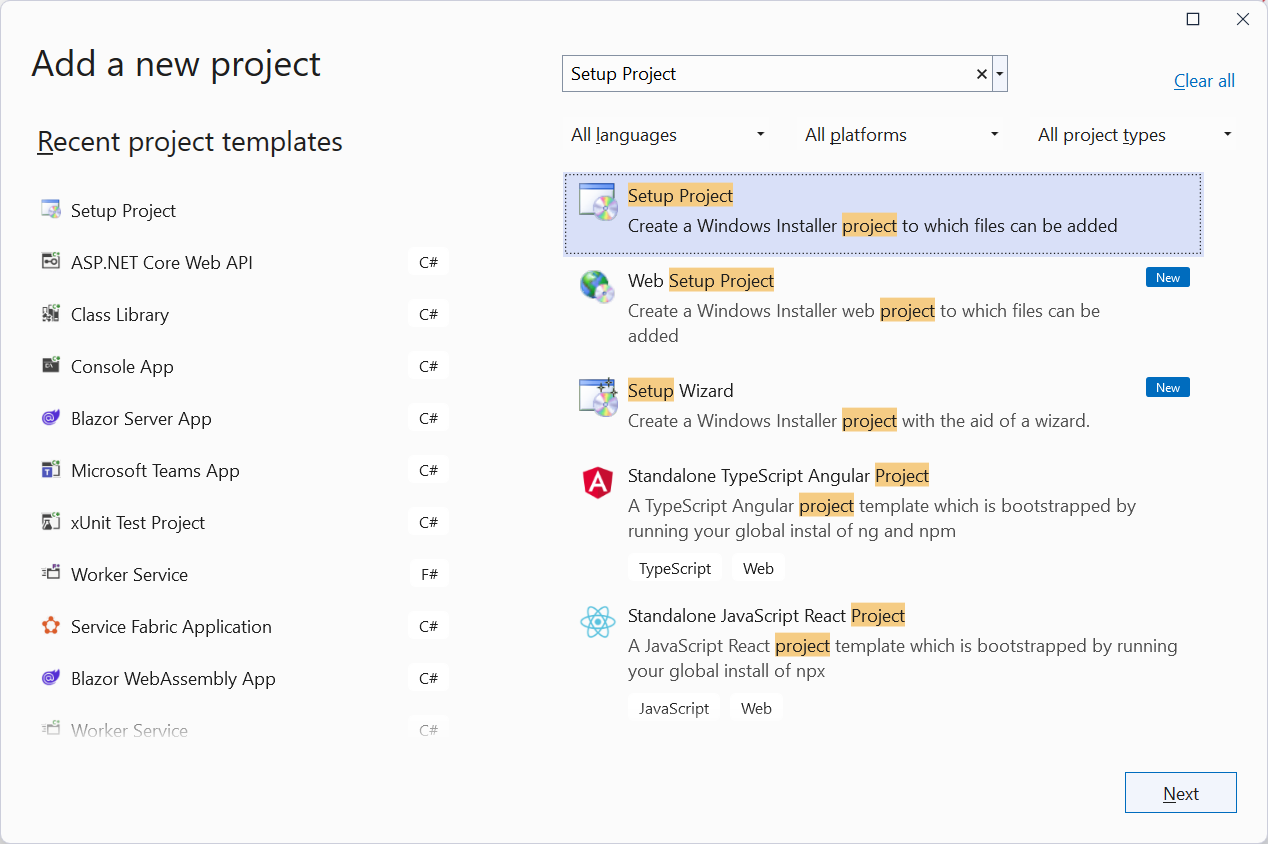 Add a new project
Recent project templates
Setup Project
ASP.NET Core Web API C#
Class Library C#
Console App C#
Blazor Server App C#
Microsoft Teams App C#
xUnit Test Project C#
Worker Service F#
Service Fabric Application C#
Blazor WebAssembly App C#
Worker Service C#
Setup Project
Clear all
All languages All platforms All project types
Setup Project
Create a Windows Installer project to which files can be added
Web Setup Project New
Create a Windows Installer web project to which files can be
added
Setup Wizard New
Create a Windows Installer project with the aid of a wizard.
Standalone TypeScript Angular Project
A TypeScript Angular project template which is bootstrapped by
running your global instal of ng and npm
TypeScript Web
Standalone JavaScript React Project
A JavaScript React project template which is bootstrapped by running
your global install of npx
JavaScript Web
Next